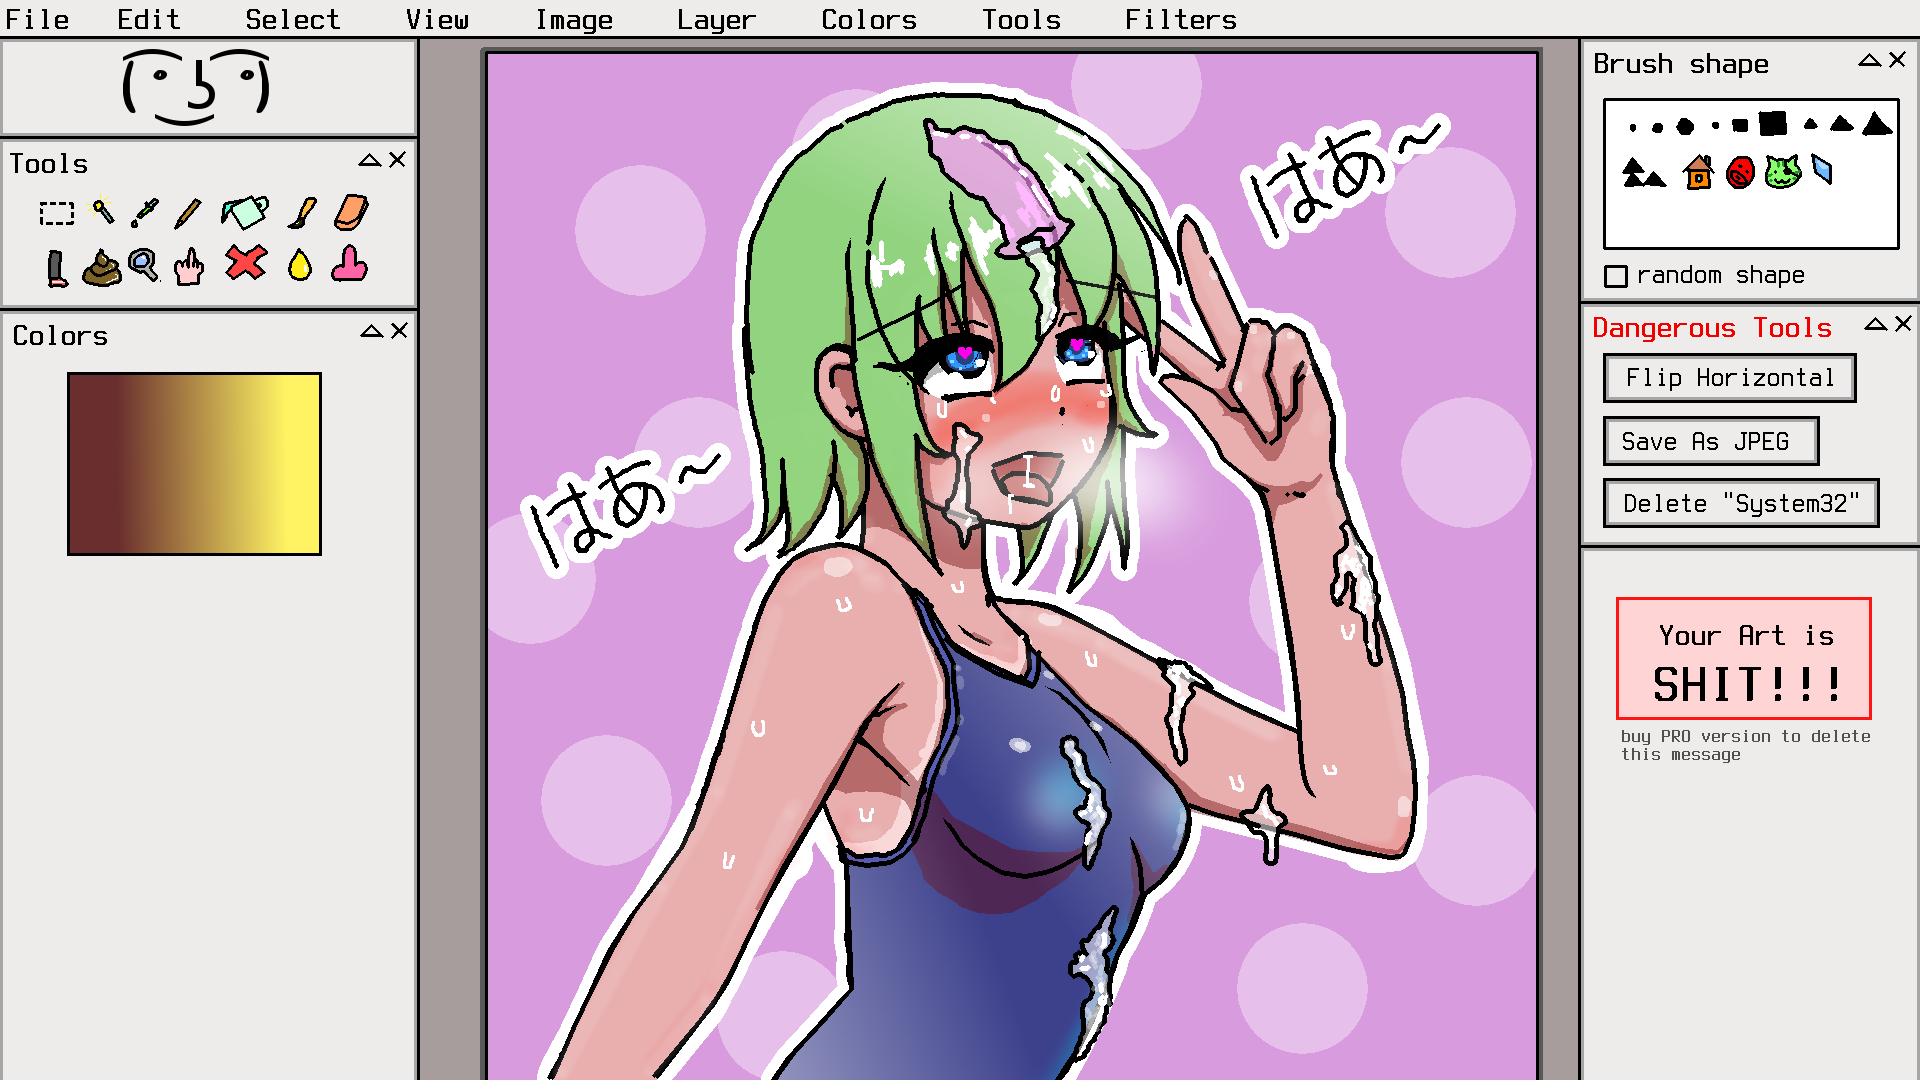 File Edit Select View Image Layer Colors Tools Filters
( ͡° ͜ʖ ͡°)
Tools
Colors
はあ〜
はあ〜
Brush shape
random shape
Dangerous Tools
Flip Horizontal
Save As JPEG
Delete "System32"
Your Art is
SHIT!!!
buy PRO version to delete
this message